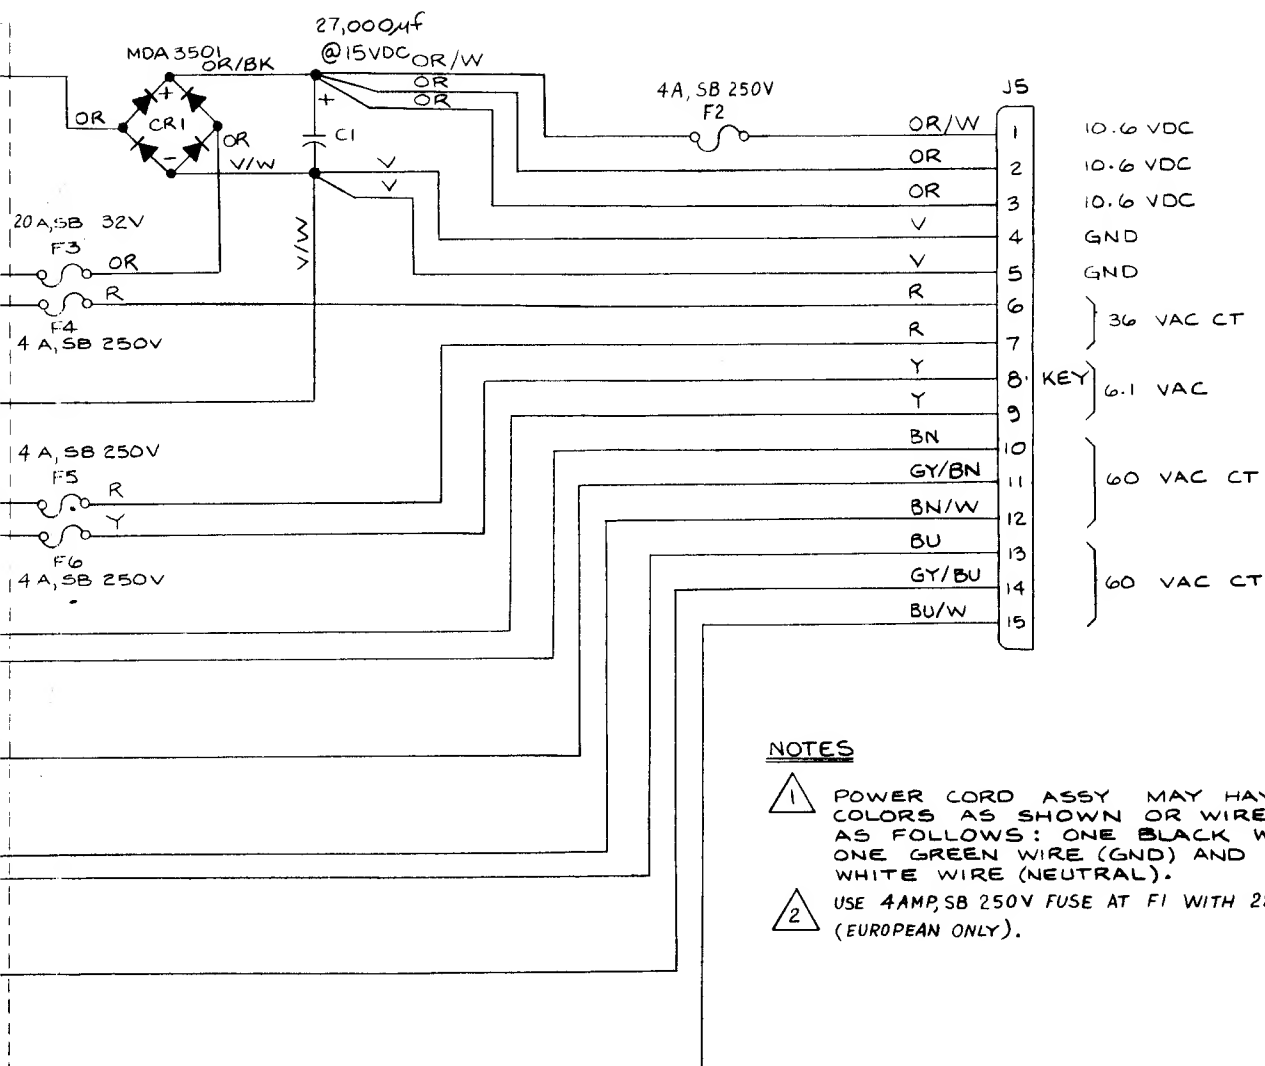 27,000µf
@15VDC
MDA 3501
OR/BK
OR/W
OR
OR
4A, SB 250V
F2
J5
+
CR1
-
OR
OR
V/W
+
C1
V
V
V/W
20A,SB 32V
F3
OR
R
F4
4A, SB 250V
4A, SB 250V
F5
R
Y
F6
4A, SB 250V
OR/W 1 10.6 VDC
OR 2 10.6 VDC
OR 3 10.6 VDC
V 4 GND
V 5 GND
R 6
36 VAC CT
R 7
Y 8 KEY
6.1 VAC
Y 9
BN 10
GY/BN 11
60 VAC CT
BN/W 12
BU 13
GY/BU 14
60 VAC CT
BU/W 15
NOTES
1 POWER CORD ASSY MAY
COLORS AS SHOWN OR WIRE
AS FOLLOWS: ONE BLACK
ONE GREEN WIRE (GND) AND
WHITE WIRE (NEUTRAL).
2 USE 4AMP, SB 250V FUSE AT F1 WITH
(EUROPEAN ONLY).